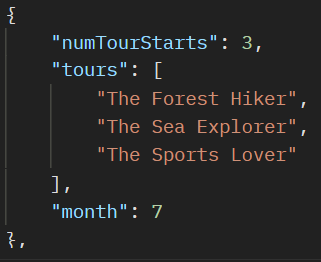 {
    "numTourStarts": 3,
    "tours": [
        "The Forest Hiker",
        "The Sea Explorer",
        "The Sports Lover"
    ],
    "month": 7
},